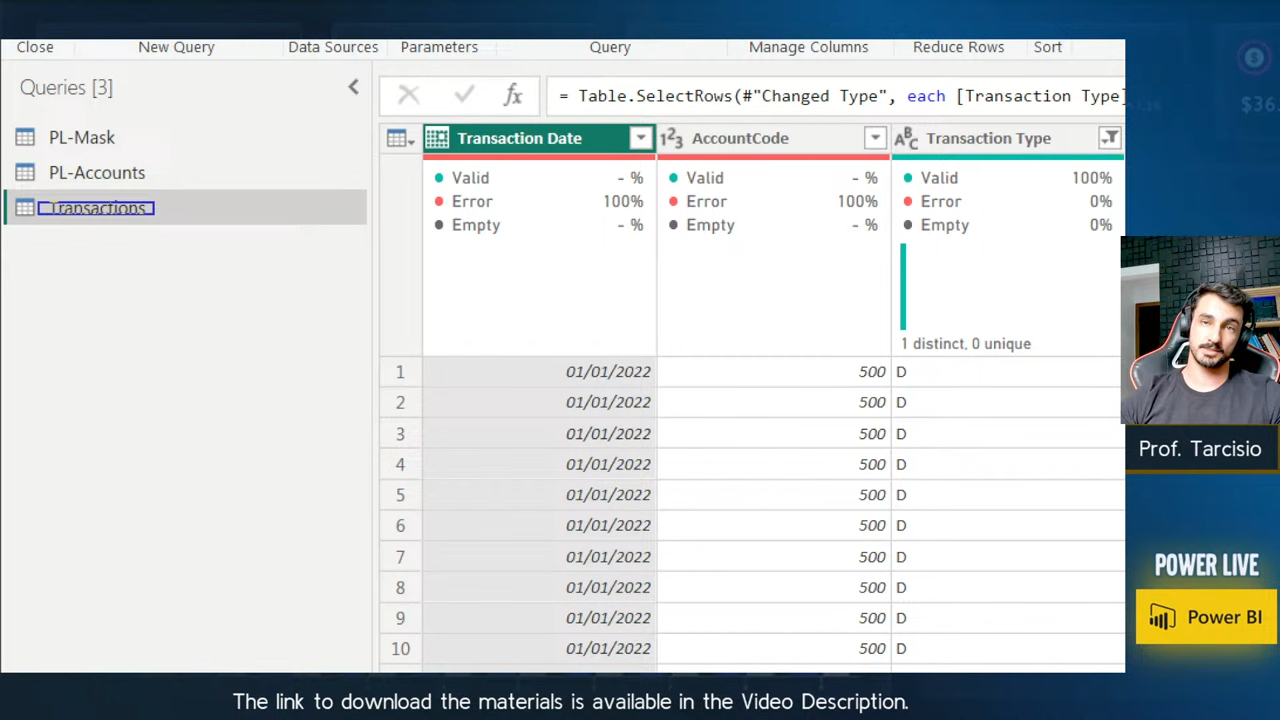 Close New Query Data Sources Parameters Query Manage Columns Reduce Rows Sort
Queries [3]
PL-Mask
PL-Accounts
Transactions
fx = Table.SelectRows(#"Changed Type", each [Transaction Type]
Transaction Date 123 AccountCode ABC Transaction Type
Valid - % Valid - % Valid 100%
Error 100% Error 100% Error 0%
Empty - % Empty - % Empty 0%
1 distinct, 0 unique
1 01/01/2022 500 D
2 01/01/2022 500 D
3 01/01/2022 500 D
4 01/01/2022 500 D
5 01/01/2022 500 D
6 01/01/2022 500 D
7 01/01/2022 500 D
8 01/01/2022 500 D
9 01/01/2022 500 D
10 01/01/2022 500 D
Prof. Tarcisio
POWER LIVE
Power BI
The link to download the materials is available in the Video Description.